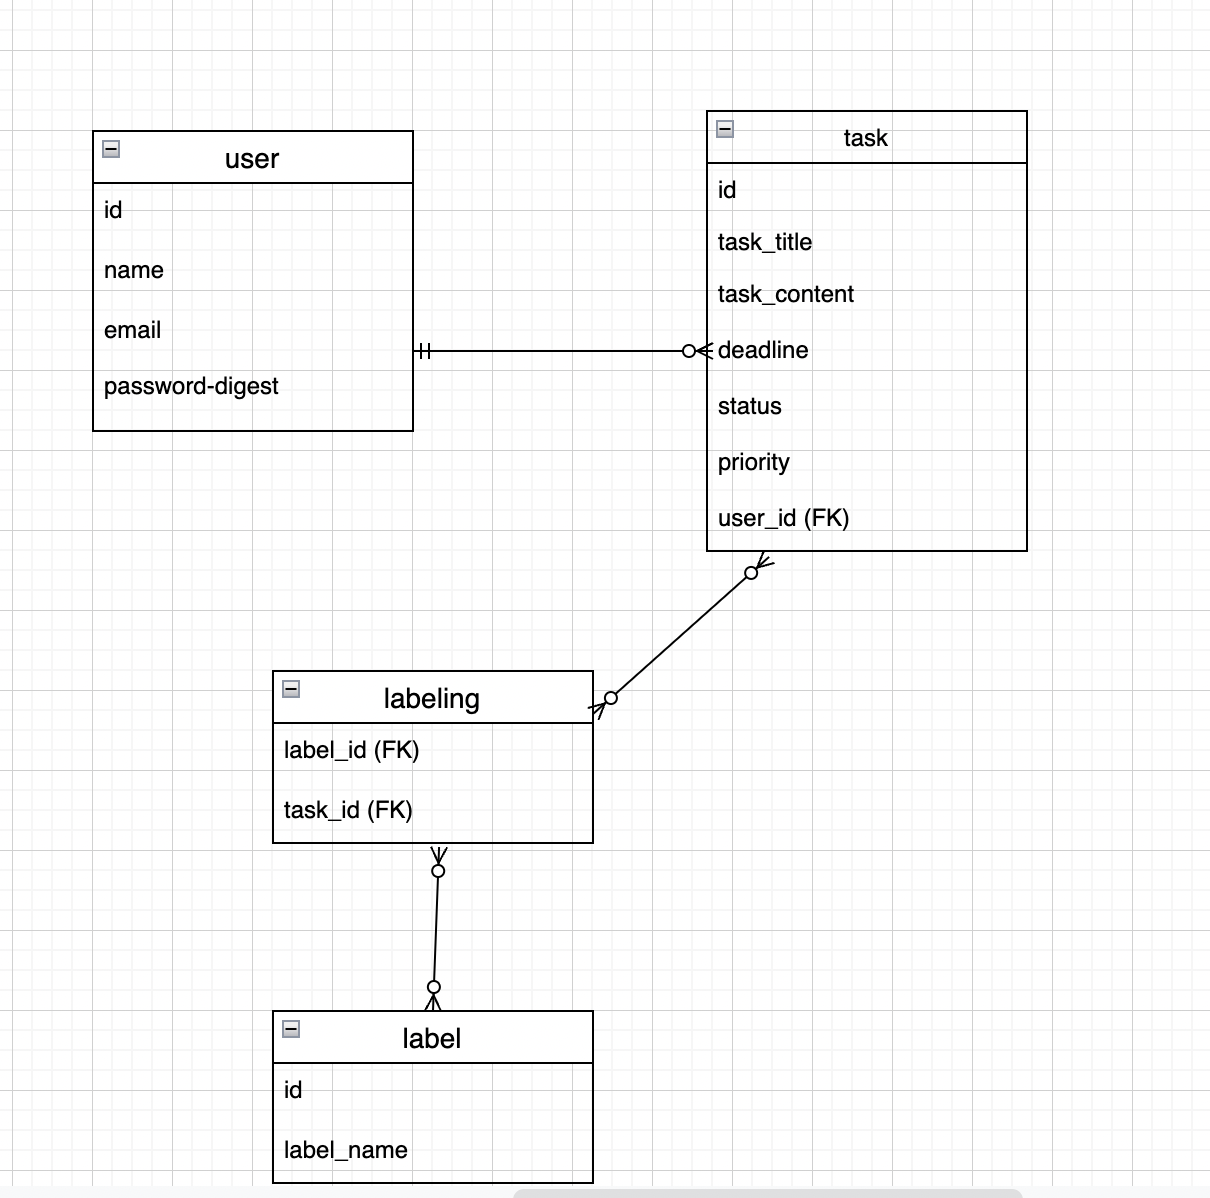 user
id
name
email
password-digest
task
id
task_title
task_content
deadline
status
priority
user_id (FK)
labeling
label_id (FK)
task_id (FK)
label
id
label_name